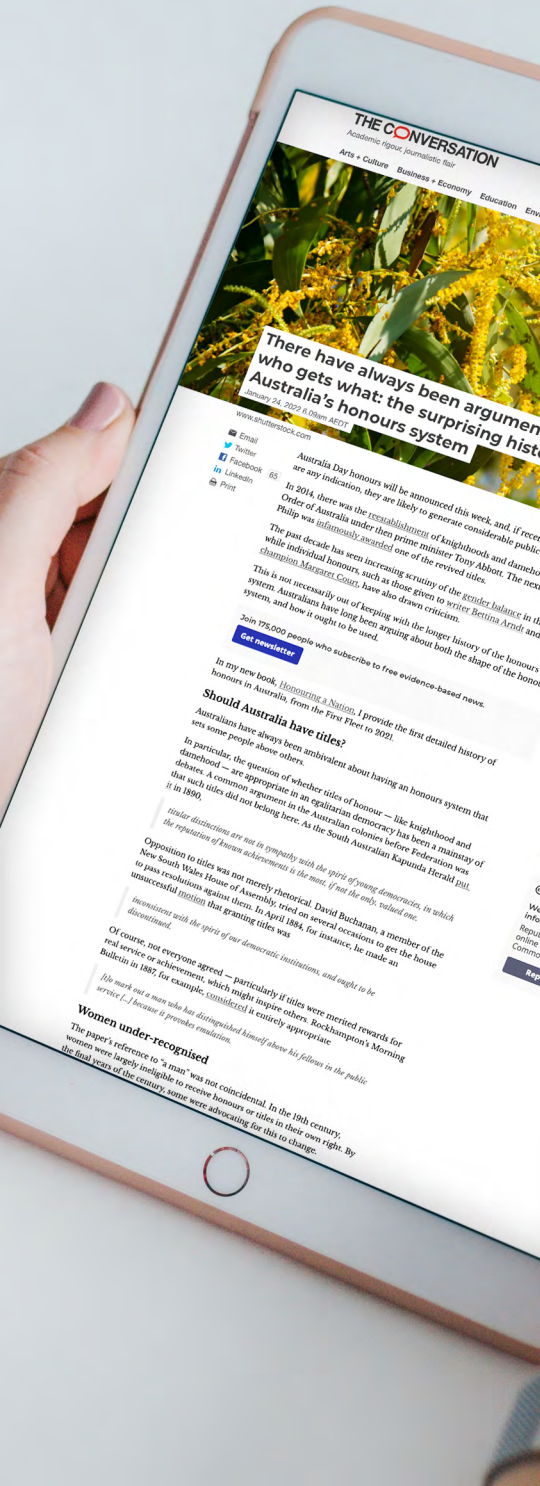 THE CONVERSATION
Academic rigour, journalistic flair
Arts + Culture Business + Economy Education
There have always been
who gets what: the surprising
Australia's honours system
January 24, 2022 6.09am AEDT
www.shutterstock.com
Email
Twitter
Facebook 65
LinkedIn
Print
Australia Day honours will be announced this week, and, if
are any indication, they are likely to generate considerable
In 2014, there was the reestablishment of knighthoods and
Order of Australia under then prime minister Tony Abbott. The
Philip was infamously awarded one of the revived titles.
The past decade has seen increasing scrutiny of the gender balance in
while individual honours, such as those given to writer Bettina Arndt and
champion Margaret Court, have also drawn criticism.
This is not necessarily out of keeping with the longer history of the honours
system. Australians have long been arguing about both the shape of the
system, and how it ought to be used.
Join 175,000 people who subscribe to free evidence-based news.
Get newsletter
In my new book, Honouring a Nation, I provide the first detailed history of
honours in Australia, from the First Fleet to 2021.
Should Australia have titles?
Australians have always been ambivalent about having an honours system that
sets some people above others.
In particular, the question of whether titles of honour — like knighthood and
damehood — are appropriate in an egalitarian democracy has been a mainstay of
debates. A common argument in the Australian colonies before Federation was
that such titles did not belong here. As the South Australian Kapunda Herald put
it in 1890,
titular distinctions are not in sympathy with the spirit of young democracies, in which
the reputation of known achievements is the most, if not the only, valued one.
Opposition to titles was not merely rhetorical. David Buchanan, a member of the
New South Wales House of Assembly, tried on several occasions to get the house
to pass resolutions against them. In April 1884, for instance, he made an
unsuccessful motion that granting titles was
inconsistent with the spirit of our democratic institutions, and ought to be
discontinued.
Of course, not everyone agreed — particularly if titles were merited rewards for
real service or achievement, which might inspire others. Rockhampton's Morning
Bulletin in 1887, for example, considered it entirely appropriate
[t]o mark out a man who has distinguished himself above his fellows in the public
service [...] because it provokes emulation.
Women under-recognised
The paper's reference to "a man" was not coincidental. In the 19th century,
women were largely ineligible to receive honours or titles in their own right. By
the final years of the century, some were advocating for this to change.